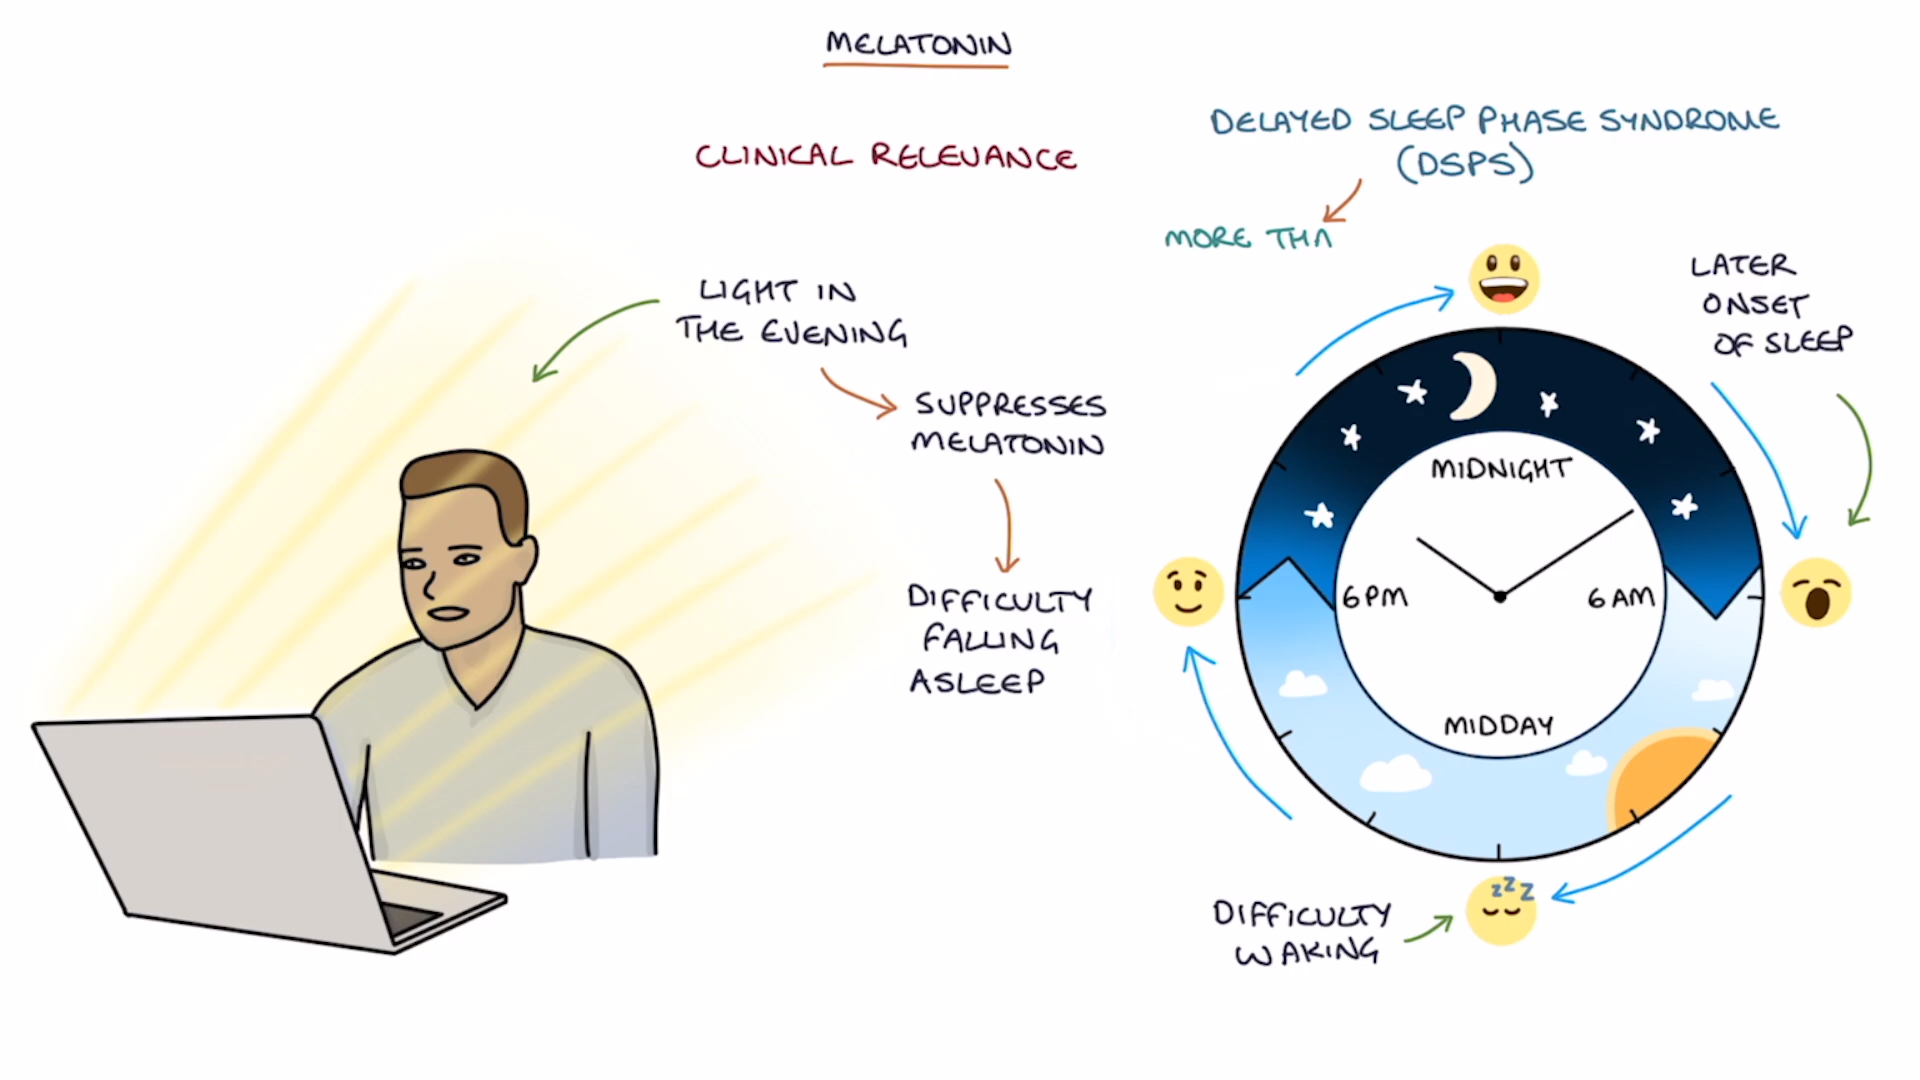 MELATONIN
CLINICAL RELEVANCE
LIGHT IN
THE EVENING
SUPPRESSES
MELATONIN
DIFFICULTY
FALLING
ASLEEP
DELAYED SLEEP PHASE SYNDROME
(DSPS)
MORE THA
LATER
ONSET
OF SLEEP
MIDNIGHT
6PM
6AM
MIDDAY
zzz
DIFFICULTY
WAKING